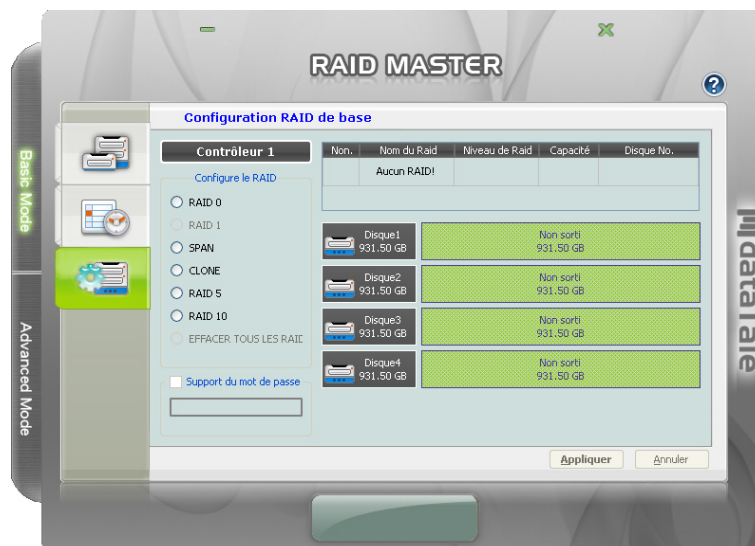 RAID MASTER
?
Configuration RAID de base
Basic Mode
Advanced Mode
Contrôleur 1
Configure le RAID
RAID 0
RAID 1
SPAN
CLONE
RAID 5
RAID 10
EFFACER TOUS LES RAIE
Support du mot de passe
Non. Nom du Raid Niveau de Raid Capacité Disque No.
Aucun RAID!
Disque1
931.50 GB
Non sorti
931.50 GB
Disque2
931.50 GB
Non sorti
931.50 GB
Disque3
931.50 GB
Non sorti
931.50 GB
Disque4
931.50 GB
Non sorti
931.50 GB
Appliquer Annuler
dataTale